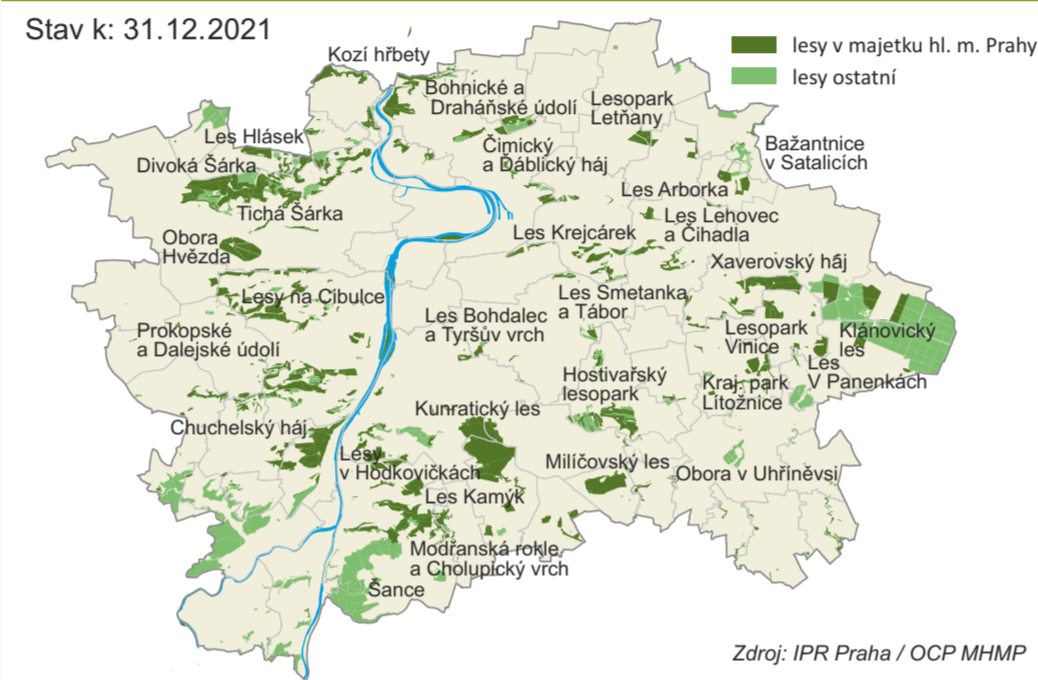 Stav k: 31.12.2021
lesy v majetku hl. m. Prahy
lesy ostatní
Kozí hřbety
Bohnické a
Draháňské údolí
Lesopark
Letňany
Les Hlásek
Čimický
a Ďáblický háj
Bažantnice
v Satalicích
Divoká Šárka
Les Arborka
Tichá Šárka
Les Lehovec
a Čihadla
Obora
Hvězda
Les Krejcárek
Xaverovský háj
Lesy na Cibulce
Les Smetanka
a Tábor
Les Bohdalec
a Tyršův vrch
Prokopské
a Dalejské údolí
Lesopark
Vinice
Klánovický
les
Les
V Panenkách
Hostivařský
lesopark
Kraj. park
Lítožnice
Kunratický les
Chuchelský háj
Lesy
v Hodkovičkách
Milíčovský les
Obora v Uhříněvsi
Les Kamýk
Modřanská rokle
a Cholupický vrch
Šance
Zdroj: IPR Praha / OCP MHMP